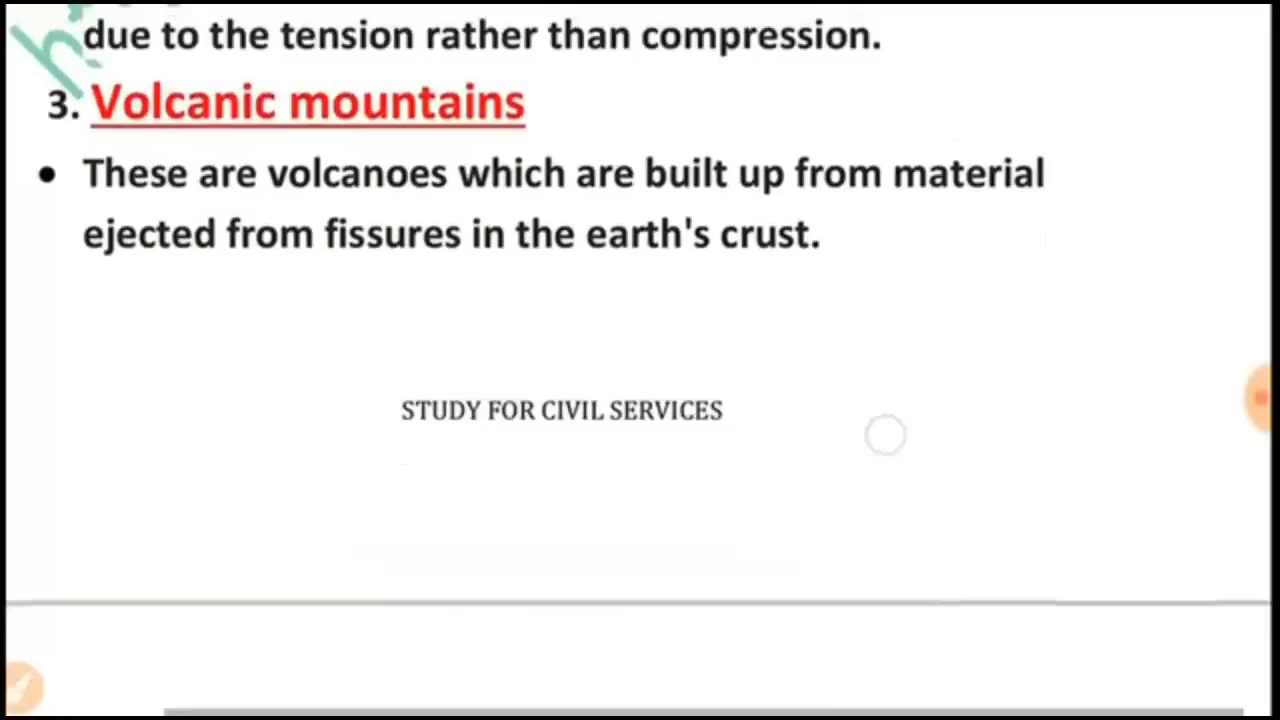 due to the tension rather than compression.
3. Volcanic mountains
• These are volcanoes which are built up from material
ejected from fissures in the earth's crust.
STUDY FOR CIVIL SERVICES